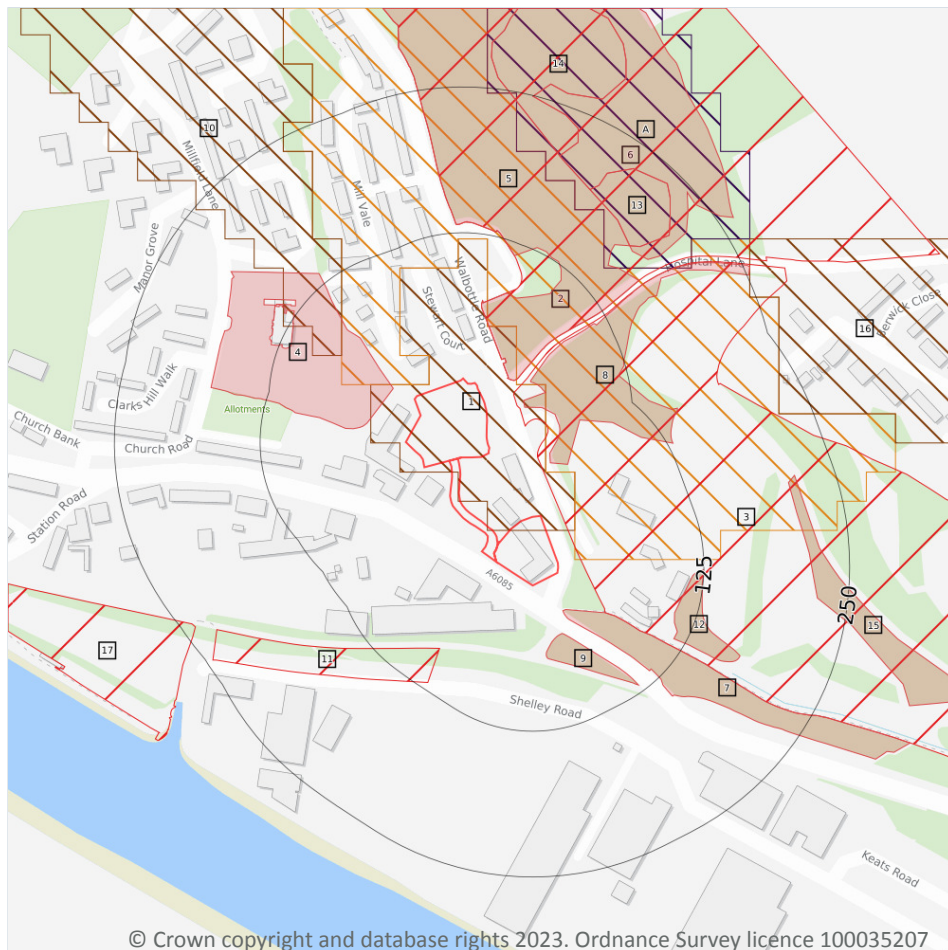 14
10
A
6
5
Millfield Lane
Mill Vale
13
Manor Grove
Walbottle Road
Hospital Lane
2
Stewart Court
Berwick Close
16
4
8
Clarks Hill Walk
1
Allotments
Church Bank
Church Road
Station Road
3
A6085
125
250
12
15
17
11
9
7
Shelley Road
Keats Road
© Crown copyright and database rights 2023. Ordnance Survey licence 100035207